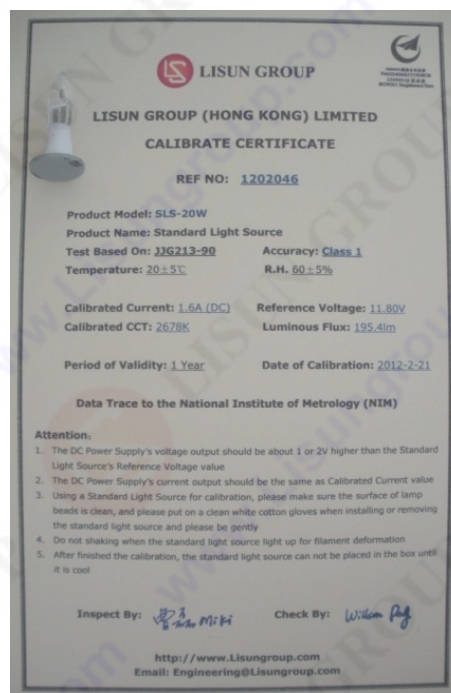 LISUN GROUP
LISUN GROUP (HONG KONG) LIMITED
CALIBRATE CERTIFICATE
REF NO: 1202046
Product Model: SLS-20W
Product Name: Standard Light Source
Test Based On: JJG213-90 Accuracy: Class 1
Temperature: 20±5℃ R.H. 60±5%
Calibrated Current: 1.6A (DC) Reference Voltage: 11.80V
Calibrated CCT: 2678K Luminous Flux: 195.4lm
Period of Validity: 1 Year Date of Calibration: 2012-2-21
Data Trace to the National Institute of Metrology (NIM)
Attention:
1. The DC Power Supply's voltage output should be about 1 or 2V higher than the Standard
Light Source's Reference Voltage value
2. The DC Power Supply's current output should be the same as Calibrated Current value
3. Using a Standard Light Source for calibration, please make sure the surface of lamp
beads is clean, and please put on a clean white cotton gloves when installing or removing
the standard light source and please be gently
4. Do not shaking when the standard light source light up for filament deformation
5. After finished the calibration, the standard light source can not be placed in the box until
it is cool
Inspect By: Miki Check By: William
http://www.Lisungroup.com
Email: Engineering@Lisungroup.com